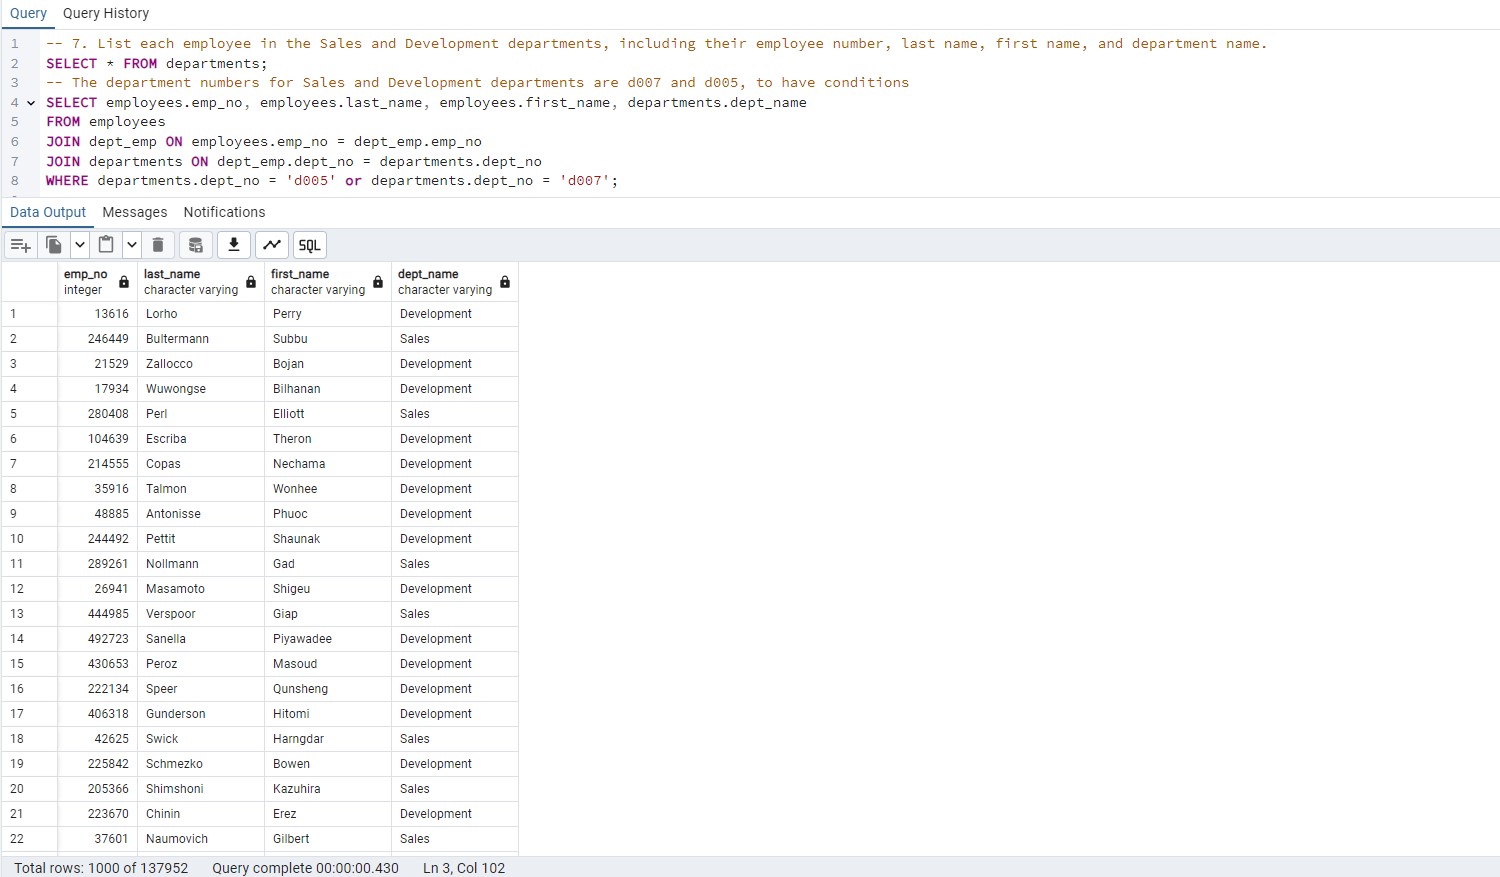 Query Query History
1 -- 7. List each employee in the Sales and Development departments, including their employee number, last name, first name, and department name.
2 SELECT * FROM departments;
3 -- The department numbers for Sales and Development departments are d007 and d005, to have conditions
4 SELECT employees.emp_no, employees.last_name, employees.first_name, departments.dept_name
5 FROM employees
6 JOIN dept_emp ON employees.emp_no = dept_emp.emp_no
7 JOIN departments ON dept_emp.dept_no = departments.dept_no
8 WHERE departments.dept_no = 'd005' or departments.dept_no = 'd007';
Data Output Messages Notifications
SQL
emp_no last_name first_name dept_name
integer character varying character varying character varying
1 13616 Lorho Perry Development
2 246449 Bultermann Subbu Sales
3 21529 Zallocco Bojan Development
4 17934 Wuwongse Bilhanan Development
5 280408 Perl Elliott Sales
6 104639 Escriba Theron Development
7 214555 Copas Nechama Development
8 35916 Talmon Wonhee Development
9 48885 Antonisse Phuoc Development
10 244492 Pettit Shaunak Development
11 289261 Nollmann Gad Sales
12 26941 Masamoto Shigeu Development
13 444985 Verspoor Giap Sales
14 492723 Sanella Piyawadee Development
15 430653 Peroz Masoud Development
16 222134 Speer Qunsheng Development
17 406318 Gunderson Hitomi Development
18 42625 Swick Harngdar Sales
19 225842 Schmezko Bowen Development
20 205366 Shimshoni Kazuhira Sales
21 223670 Chinin Erez Development
22 37601 Naumovich Gilbert Sales
Total rows: 1000 of 137952 Query complete 00:00:00.430 Ln 3, Col 102